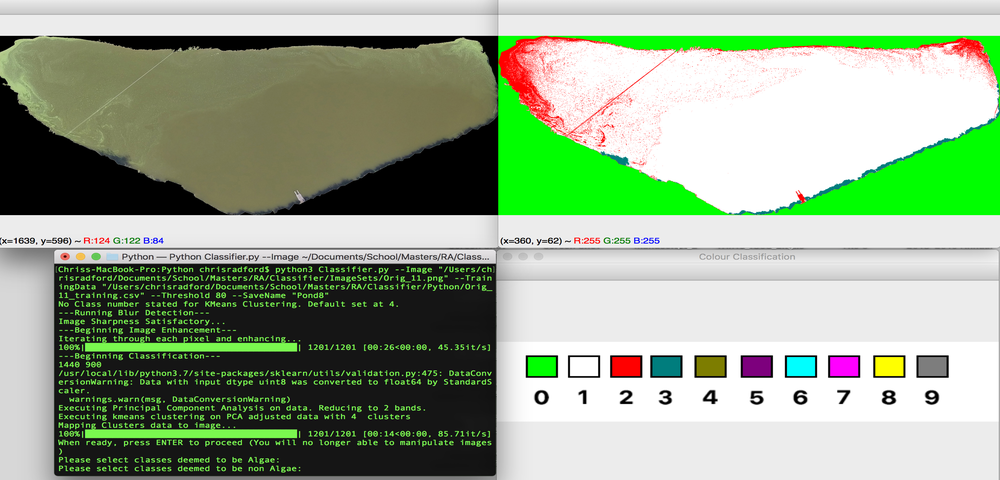 (x=1639, y=596) ~ R:124 G:122 B:84
(x=360, y=62) ~ R:255 G:255 B:255
Python — Python Classifier.py --Image ~/Documents/School/Masters/RA/Class...
[Chriss-MacBook-Pro:Python chrisradford$ python3 Classifier.py --Image "/Users/ch
risradford/Documents/School/Masters/RA/Classifier/ImageSets/Orig_11.png" --Train
ingData "/Users/chrisradford/Documents/School/Masters/RA/Classifier/Python/Orig_
11_training.csv" --Threshold 80 --SaveName "Pond8"
No Class number stated for KMeans Clustering. Default set at 4.
---Running Blur Detection---
Image Sharpness Satisfactory...
---Beginning Image Enhancement---
Iterating through each pixel and enhancing...
100%| | 1201/1201 [00:26<00:00, 45.35it/s]
---Beginning Classification---
1440 900
/usr/local/lib/python3.7/site-packages/sklearn/utils/validation.py:475: DataConv
ersionWarning: Data with input dtype uint8 was converted to float64 by StandardS
caler.
warnings.warn(msg, DataConversionWarning)
Executing Principal Component Analysis on data. Reducing to 2 bands.
Executing kmeans clustering on PCA adjusted data with 4 clusters
Mapping Clusters data to image...
100%| | 1201/1201 [00:14<00:00, 85.71it/s]
When ready, press ENTER to proceed (You will no longer able to manipulate images
)
Please select classes deemed to be Algae:
Please select classes deemed to be non Algae:
Colour Classification
0 1 2 3 4 5 6 7 8 9